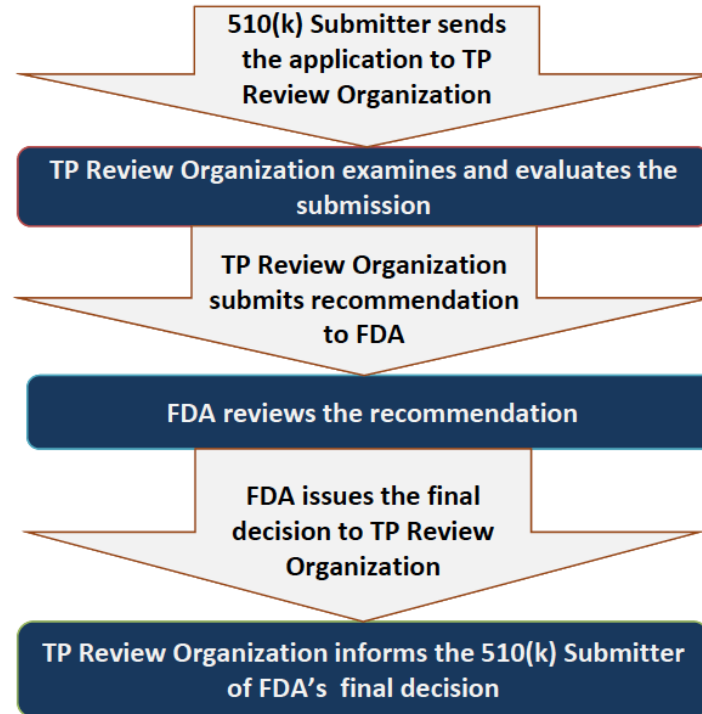 510(k) Submitter sends
the application to TP
Review Organization
TP Review Organization examines and evaluates the
submission
TP Review Organization
submits recommendation
to FDA
FDA reviews the recommendation
FDA issues the final
decision to TP Review
Organization
TP Review Organization informs the 510(k) Submitter
of FDA’s final decision